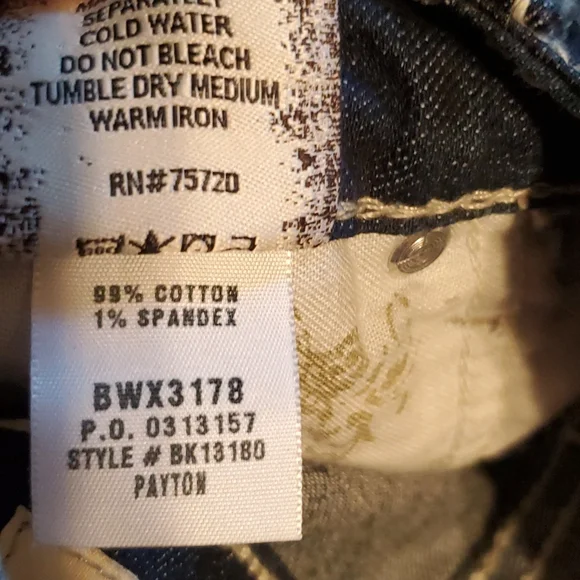 SEPARATELY
COLD WATER
DO NOT BLEACH
TUMBLE DRY MEDIUM
WARM IRON
RN#75720
99% COTTON
1% SPANDEX
BWX3178
P.O. 0313157
STYLE # BK13180
PAYTON